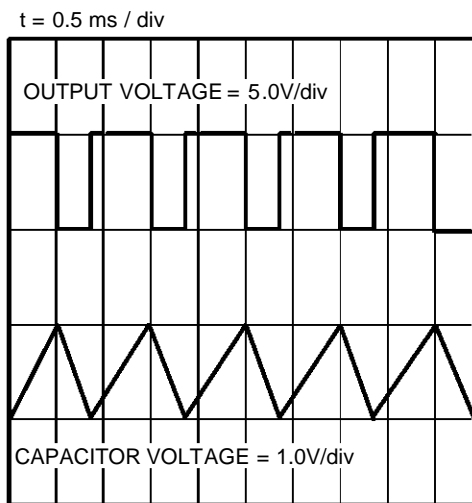 t = 0.5 ms / div
OUTPUT VOLTAGE = 5.0V/div
CAPACITOR VOLTAGE = 1.0V/div